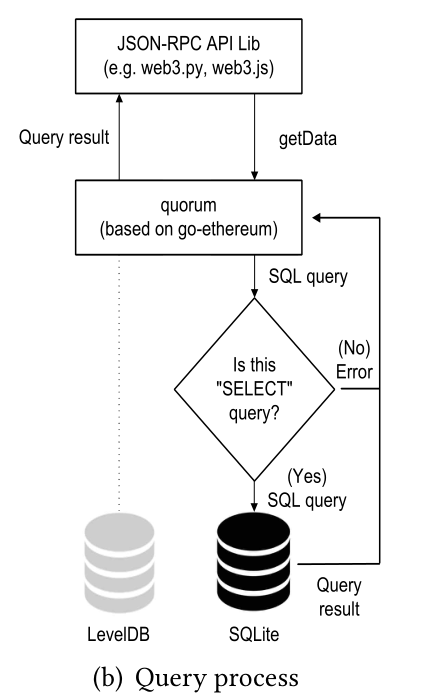 JSON-RPC API Lib
(e.g. web3.py, web3.js)
Query result
getData
quorum
(based on go-ethereum)
SQL query
Is this
"SELECT"
query?
(No)
Error
(Yes)
SQL query
Query
result
LevelDB
SQLite
(b) Query process